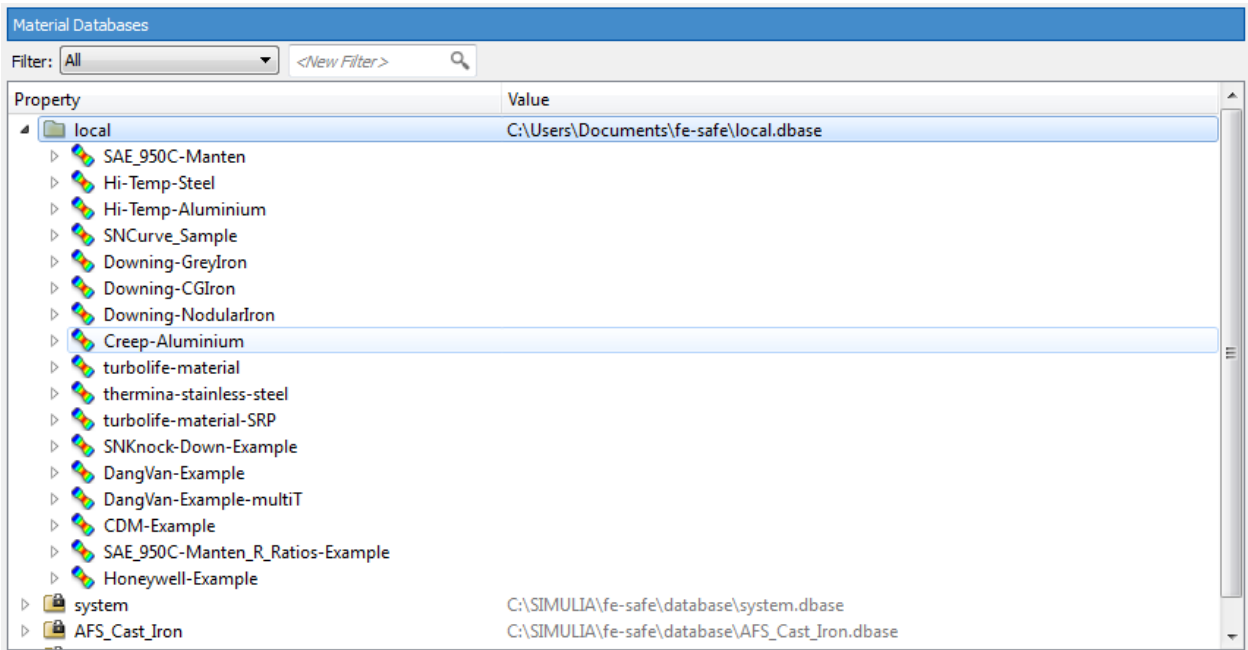 Material Databases
Filter: All <New Filter>
Property Value
local C:\Users\Documents\fe-safe\local.dbase
SAE_950C-Manten
Hi-Temp-Steel
Hi-Temp-Aluminium
SNCurve_Sample
Downing-GreyIron
Downing-CGIron
Downing-NodularIron
Creep-Aluminium
turbolife-material
thermina-stainless-steel
turbolife-material-SRP
SNKnock-Down-Example
DangVan-Example
DangVan-Example-multiT
CDM-Example
SAE_950C-Manten_R_Ratios-Example
Honeywell-Example
system C:\SIMULIA\fe-safe\database\system.dbase
AFS_Cast_Iron C:\SIMULIA\fe-safe\database\AFS_Cast_Iron.dbase